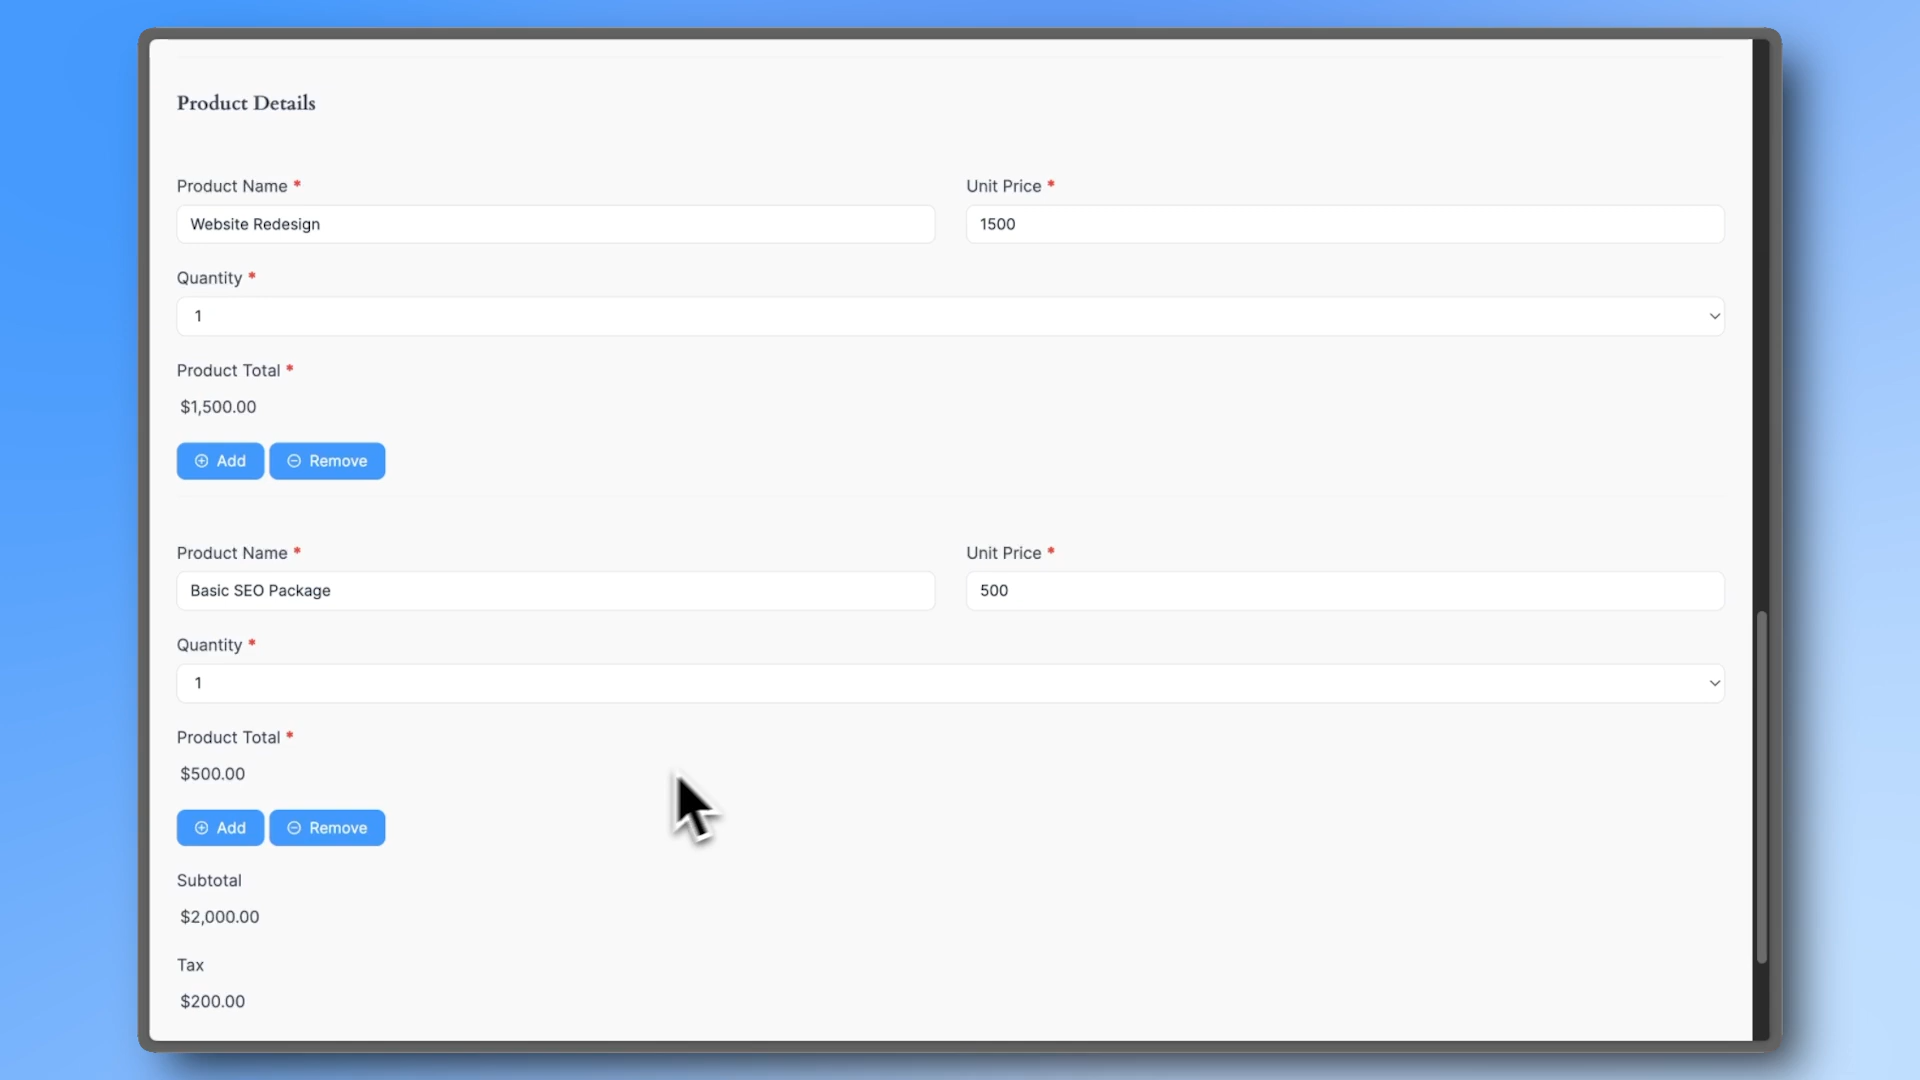 Product Details
Product Name * Unit Price *
Website Redesign 1500
Quantity *
1
Product Total *
$1,500.00
Add Remove
Product Name * Unit Price *
Basic SEO Package 500
Quantity *
1
Product Total *
$500.00
Add Remove
Subtotal
$2,000.00
Tax
$200.00